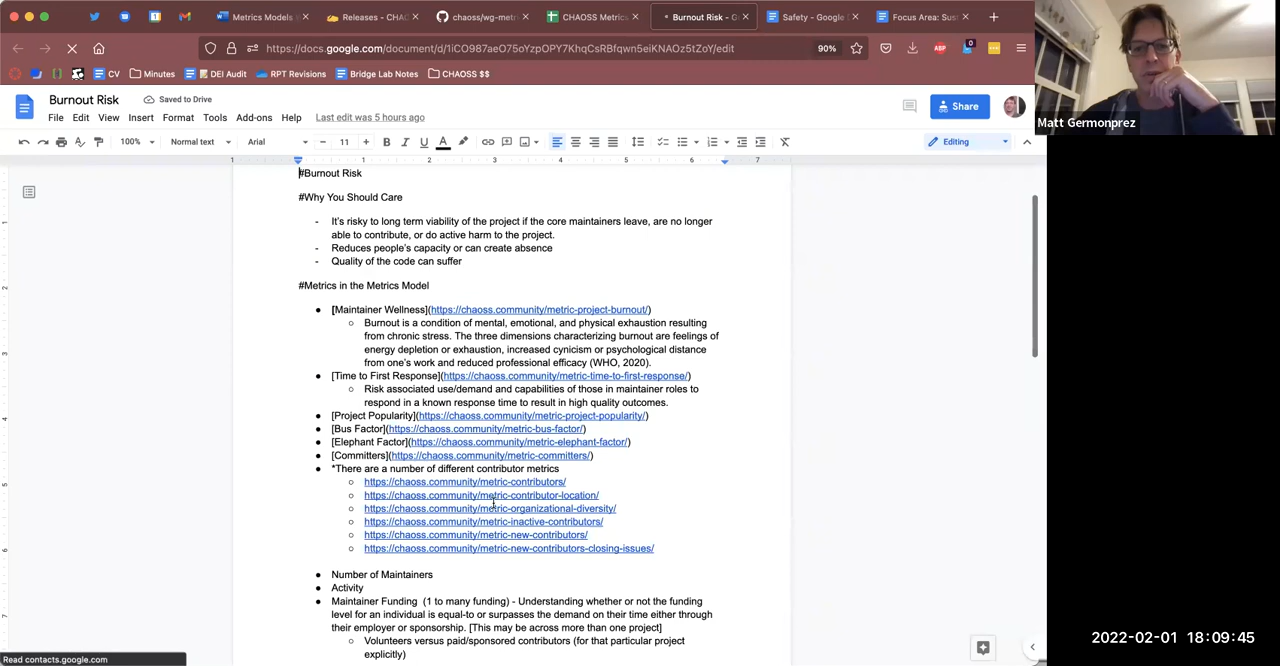 Metrics Models
Releases - CHAO
chaoss/wg-metr
CHAOSS Metrics
Burnout Risk - G
Safety - Google
Focus Area: Sus
https://docs.google.com/document/d/1iCO987aeO75oYzpOPY7KhqCsRBfqwn5eiKNAOz5tZoY/edit
90%
ABP
0
CV
Minutes
DEI Audit
RPT Revisions
Bridge Lab Notes
CHAOSS $$
Burnout Risk
Saved to Drive
File Edit View Insert Format Tools Add-ons Help Last edit was 5 hours ago
Share
Matt Germonprez
100% Normal text Arial 11 B I U A Editing
1 1 2 3 4 5 6 7
#Burnout Risk
#Why You Should Care
- It's risky to long term viability of the project if the core maintainers leave, are no longer
able to contribute, or do active harm to the project.
- Reduces people's capacity or can create absence
- Quality of the code can suffer
#Metrics in the Metrics Model
● [Maintainer Wellness](https://chaoss.community/metric-project-burnout/)
○ Burnout is a condition of mental, emotional, and physical exhaustion resulting
from chronic stress. The three dimensions characterizing burnout are feelings of
energy depletion or exhaustion, increased cynicism or psychological distance
from one's work and reduced professional efficacy (WHO, 2020).
● [Time to First Response](https://chaoss.community/metric-time-to-first-response/)
○ Risk associated use/demand and capabilities of those in maintainer roles to
respond in a known response time to result in high quality outcomes.
● [Project Popularity](https://chaoss.community/metric-project-popularity/)
● [Bus Factor](https://chaoss.community/metric-bus-factor/)
● [Elephant Factor](https://chaoss.community/metric-elephant-factor/)
● [Committers](https://chaoss.community/metric-committers/)
● *There are a number of different contributor metrics
○ https://chaoss.community/metric-contributors/
○ https://chaoss.community/metric-contributor-location/
○ https://chaoss.community/metric-organizational-diversity/
○ https://chaoss.community/metric-inactive-contributors/
○ https://chaoss.community/metric-new-contributors/
○ https://chaoss.community/metric-new-contributors-closing-issues/
● Number of Maintainers
● Activity
● Maintainer Funding (1 to many funding) - Understanding whether or not the funding
level for an individual is equal-to or surpasses the demand on their time either through
their employer or sponsorship. [This may be across more than one project]
○ Volunteers versus paid/sponsored contributors (for that particular project
explicitly)
2022-02-01 18:09:45
Read contacts.google.com